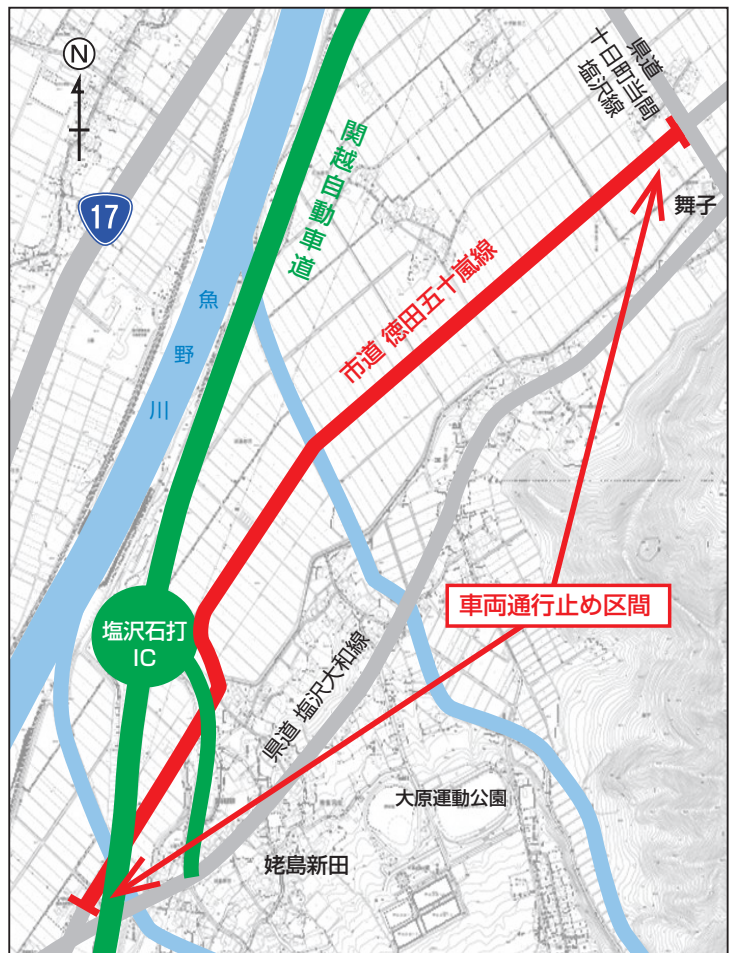 N
県道
十日町当間
塩沢線
17
関越自動車道
舞子
市道 徳田五十嵐線
魚野川
車両通行止め区間
塩沢石打
IC
県道 塩沢大和線
大原運動公園
姥島新田